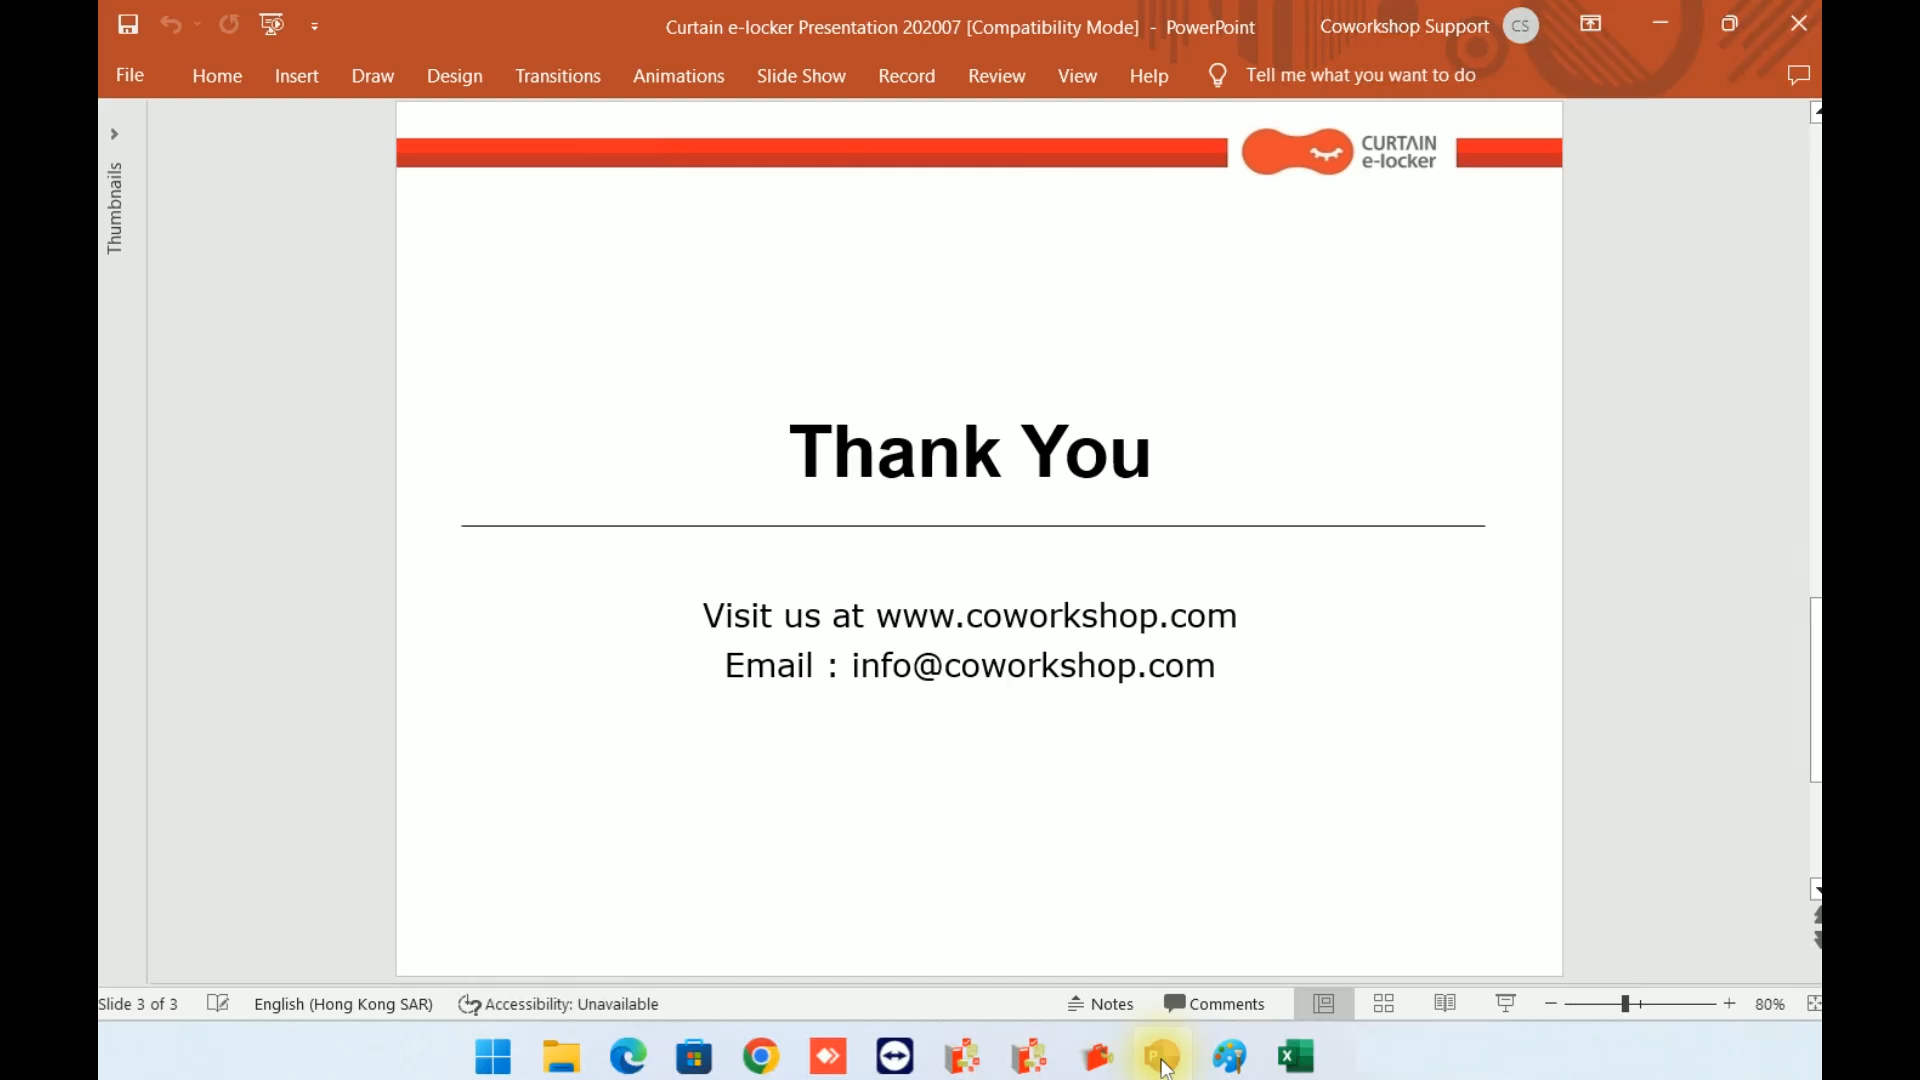 Curtain e-locker Presentation 202007 [Compatibility Mode] - PowerPoint
Coworkshop Support
CS
File
Home
Insert
Draw
Design
Transitions
Animations
Slide Show
Record
Review
View
Help
Tell me what you want to do
Thumbnails
CURTΛIN
e-locker
Thank You
Visit us at www.coworkshop.com
Email : info@coworkshop.com
Slide 3 of 3
English (Hong Kong SAR)
Accessibility: Unavailable
Notes
Comments
80%